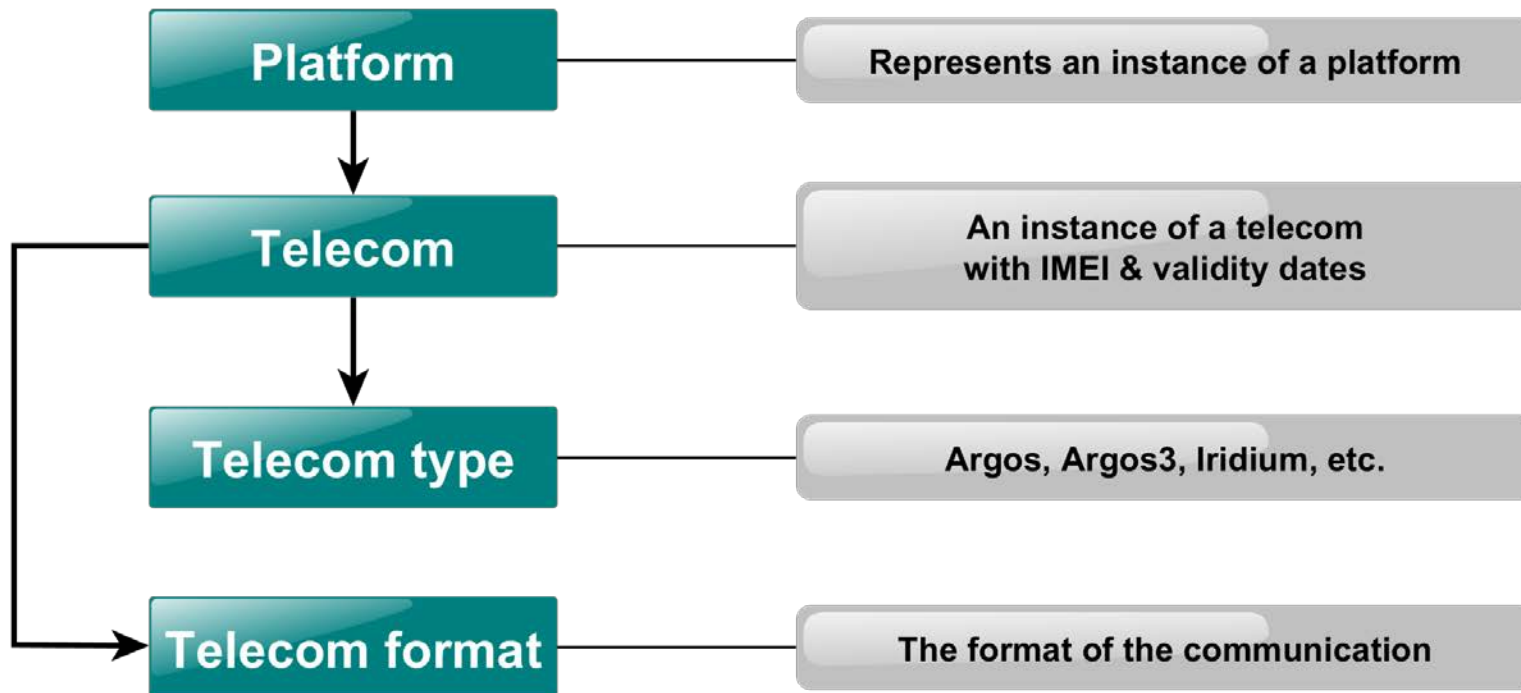 Platform
Represents an instance of a platform
Telecom
An instance of a telecom
with IMEI & validity dates
Telecom type
Argos, Argos3, Iridium, etc.
Telecom format
The format of the communication